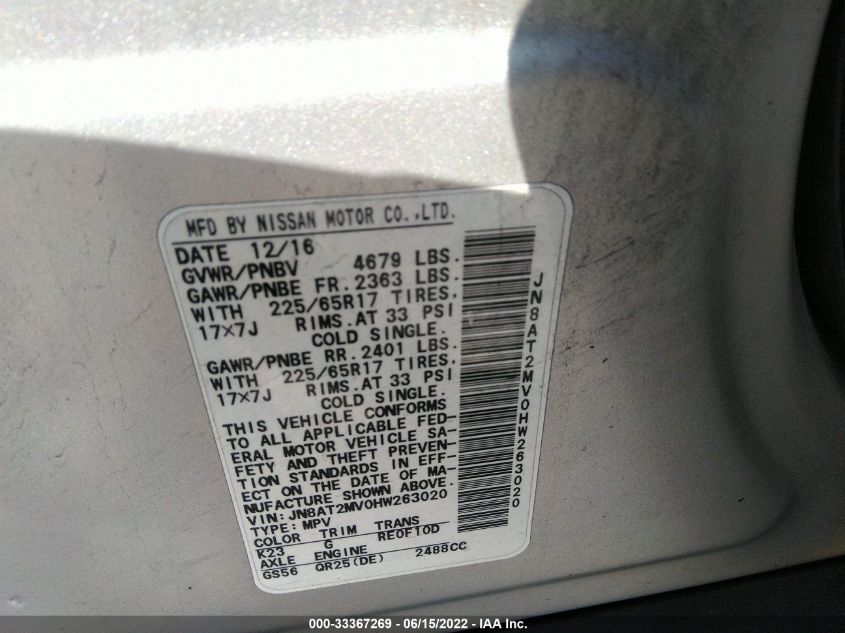 MFD BY NISSAN MOTOR CO.,LTD.
DATE 12/16
GVWR/PNBV 4679 LBS.
GAWR/PNBE FR.2363 LBS.
WITH 225/65R17 TIRES,
17X7J RIMS.AT 33 PSI
COLD SINGLE.
GAWR/PNBE RR.2401 LBS.
WITH 225/65R17 TIRES,
17X7J RIMS.AT 33 PSI
COLD SINGLE.
THIS VEHICLE CONFORMS
TO ALL APPLICABLE FED-
ERAL MOTOR VEHICLE SA-
FETY AND THEFT PREVEN-
TION STANDARDS IN EFF-
ECT ON THE DATE OF MA-
NUFACTURE SHOWN ABOVE.
VIN:JN8AT2MV0HW263020
TYPE:MPV
COLOR TRIM TRANS
K23 G RE0F10D
AXLE ENGINE
GS56 QR25(DE) 2488CC
JN8AT2MV0HW263020
000-33367269 - 06/15/2022 - IAA Inc.